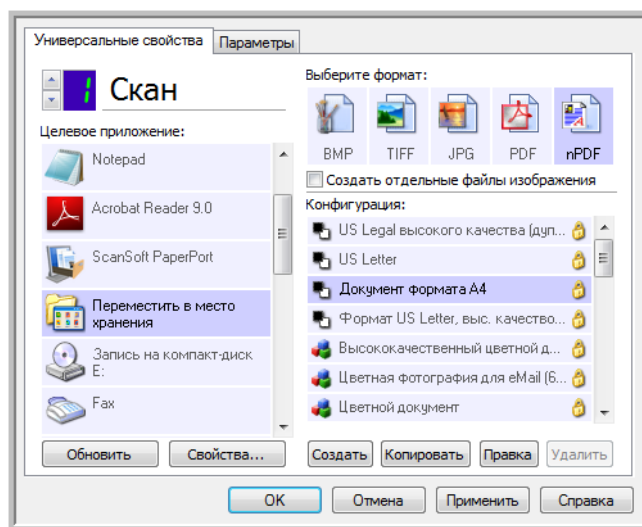 Универсальные свойства
Параметры
1
Скан
Целевое приложение:
Notepad
Acrobat Reader 9.0
ScanSoft PaperPort
Переместить в место
хранения
Запись на компакт-диск
E:
Fax
Обновить
Свойства...
Выберите формат:
BMP
TIFF
JPG
PDF
nPDF
Создать отдельные файлы изображения
Конфигурация:
US Legal высокого качества (дуп...
US Letter
Документ формата A4
Формат US Letter, выс. качество...
Высококачественный цветной д...
Цветная фотография для eMail (6...
Цветной документ
Создать
Копировать
Правка
Удалить
OK
Отмена
Применить
Справка